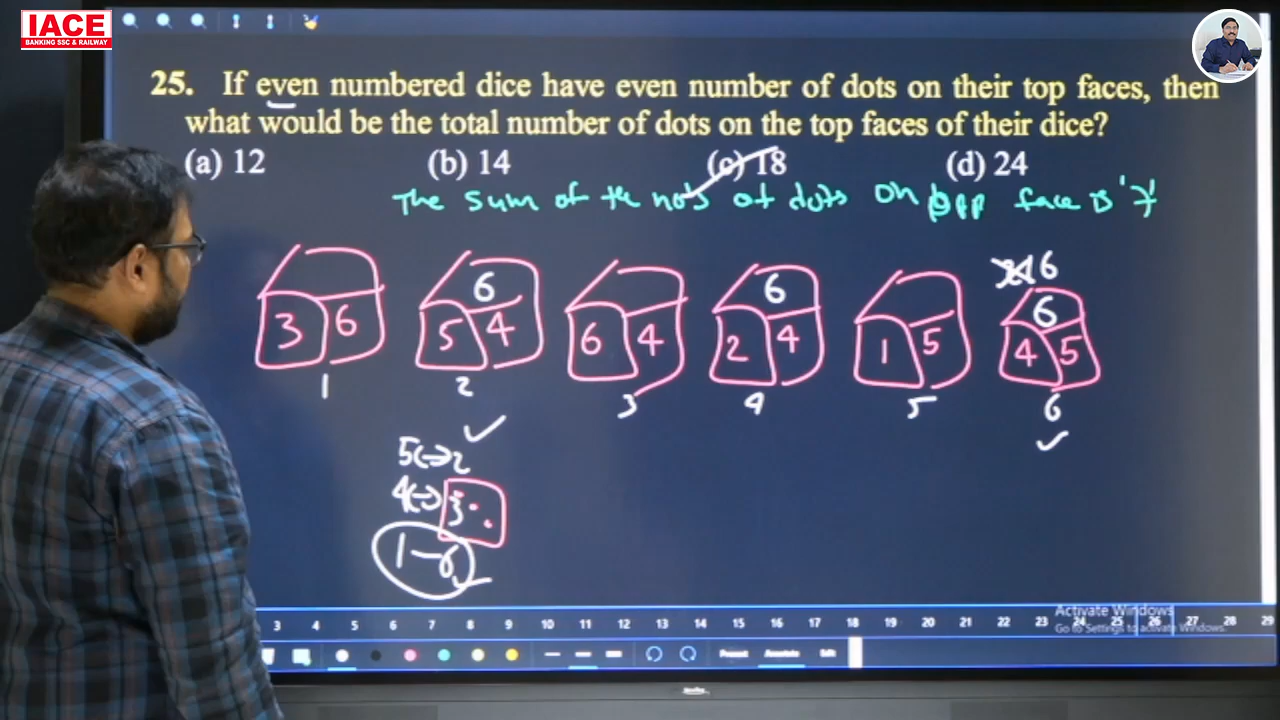 IACE
BANKING SSC & RAILWAY
25. If even numbered dice have even number of dots on their top faces, then
what would be the total number of dots on the top faces of their dice?
(a) 12 (b) 14 (c) 18 (d) 24
The sum of the no's of dots on opp face is '7'
6 6 6 6
3 6 5 4 6 4 2 4 1 5 4 5
1 2 3 4 5 6
5↔2
4↔3
1-6
Activate Windows
Go to Settings to activate Windows.
3 4 5 6 7 8 9 10 11 12 13 14 15 16 17 18 19 20 21 22 23 24 25 26 27 28 29
Present Annotate Edit